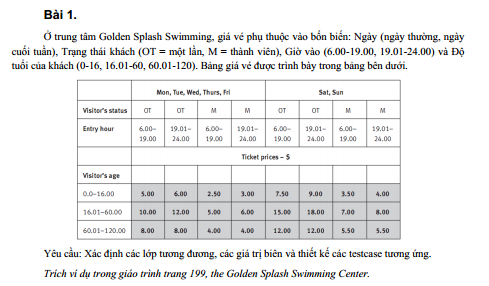 Bài 1.
Ở trung tâm Golden Splash Swimming, giá vé phụ thuộc vào bốn biến: Ngày (ngày thường, ngày
cuối tuần), Trạng thái khách (OT = một lần, M = thành viên), Giờ vào (6.00-19.00, 19.01-24.00) và Độ
tuổi của khách (0-16, 16.01-60, 60.01-120). Bảng giá vé được trình bày trong bảng bên dưới.
Mon, Tue, Wed, Thurs, Fri Sat, Sun
Visitor's status OT OT M M OT OT M M
Entry hour 6.00– 19.01– 6.00– 19.01– 6.00– 19.01– 6.00– 19.01–
19.00 24.00 19.00 24.00 19.00 24.00 19.00 24.00
Ticket prices – $
Visitor's age
0.0–16.00 5.00 6.00 2.50 3.00 7.50 9.00 3.50 4.00
16.01–60.00 10.00 12.00 5.00 6.00 15.00 18.00 7.00 8.00
60.01–120.00 8.00 8.00 4.00 4.00 12.00 12.00 5.50 5.50
Yêu cầu: Xác định các lớp tương đương, các giá trị biên và thiết kế các testcase tương ứng.
Trích ví dụ trong giáo trình trang 199, the Golden Splash Swimming Center.